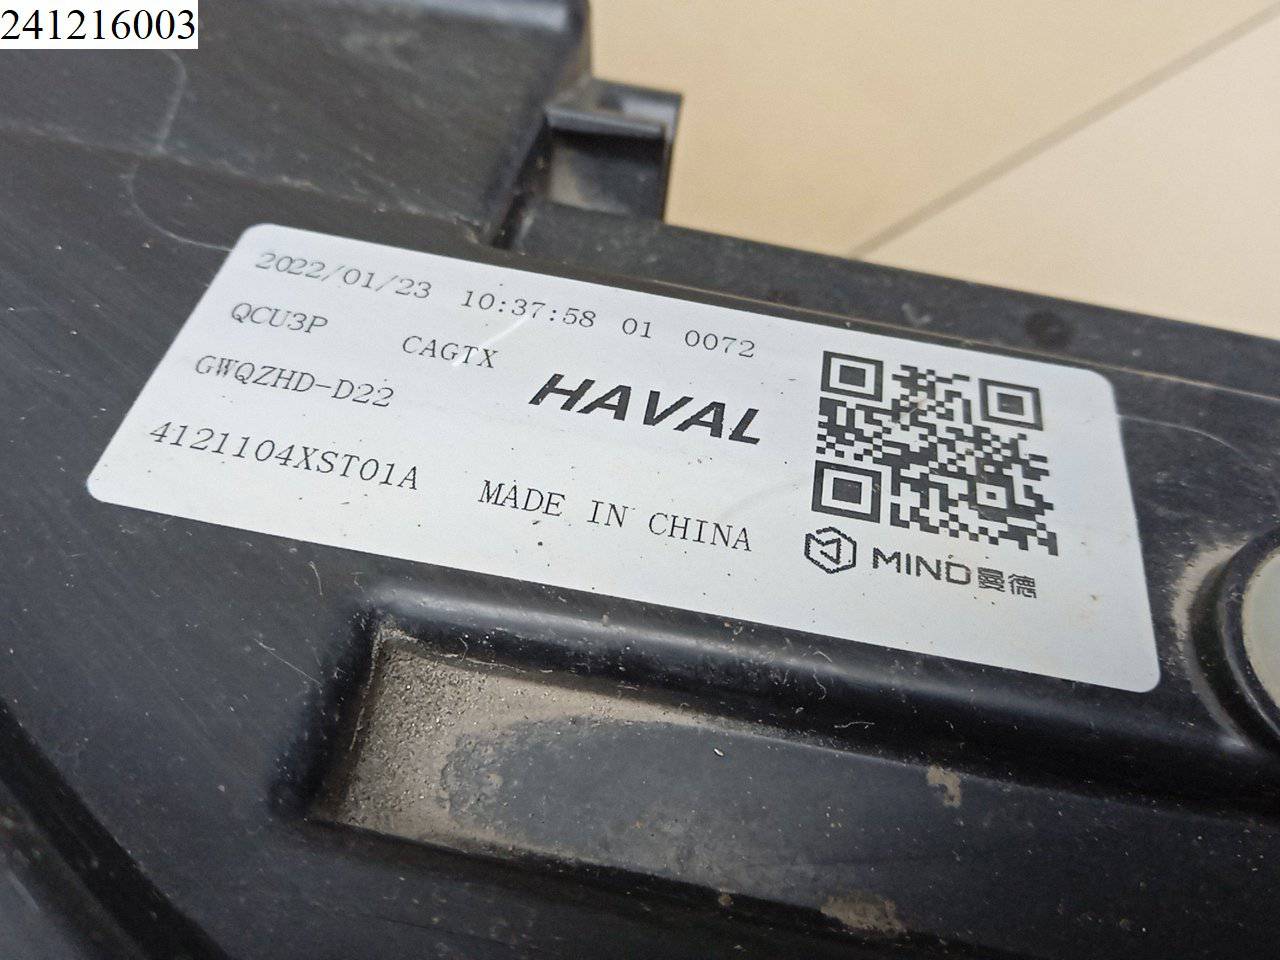 241216003
2022/01/23 10:37:58 01 0072
QCU3P CAGTX
GWQZHD-D22
HAVAL
4121104XST01A MADE IN CHINA
MIND曼德